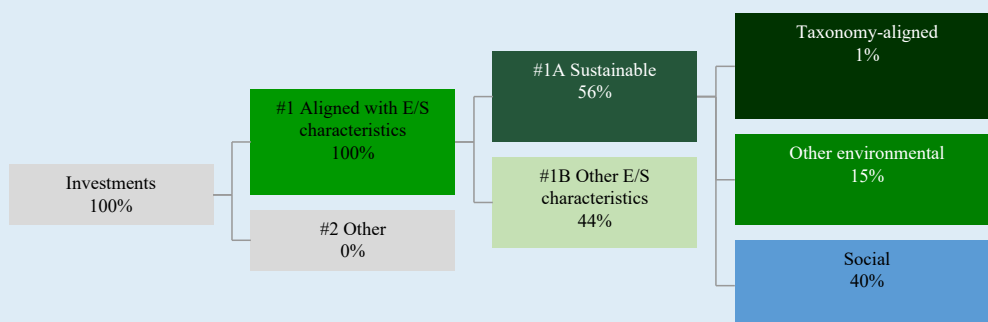 Investments
100%
#1 Aligned with E/S
characteristics
100%
#2 Other
0%
#1A Sustainable
56%
#1B Other E/S
characteristics
44%
Taxonomy-aligned
1%
Other environmental
15%
Social
40%